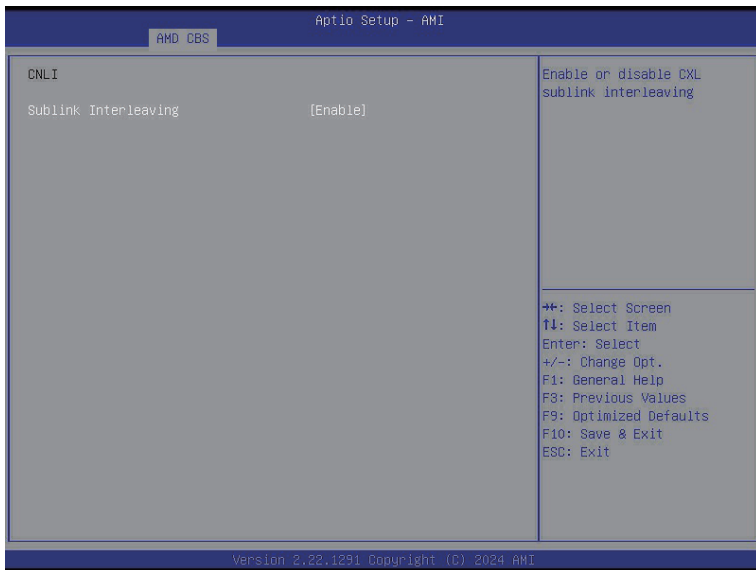 Aptio Setup – AMI
AMD CBS
CNLI
Sublink Interleaving [Enable]
Enable or disable CXL
sublink interleaving
→←: Select Screen
↑↓: Select Item
Enter: Select
+/-: Change Opt.
F1: General Help
F3: Previous Values
F9: Optimized Defaults
F10: Save & Exit
ESC: Exit
Version 2.22.1291 Copyright (C) 2024 AMI